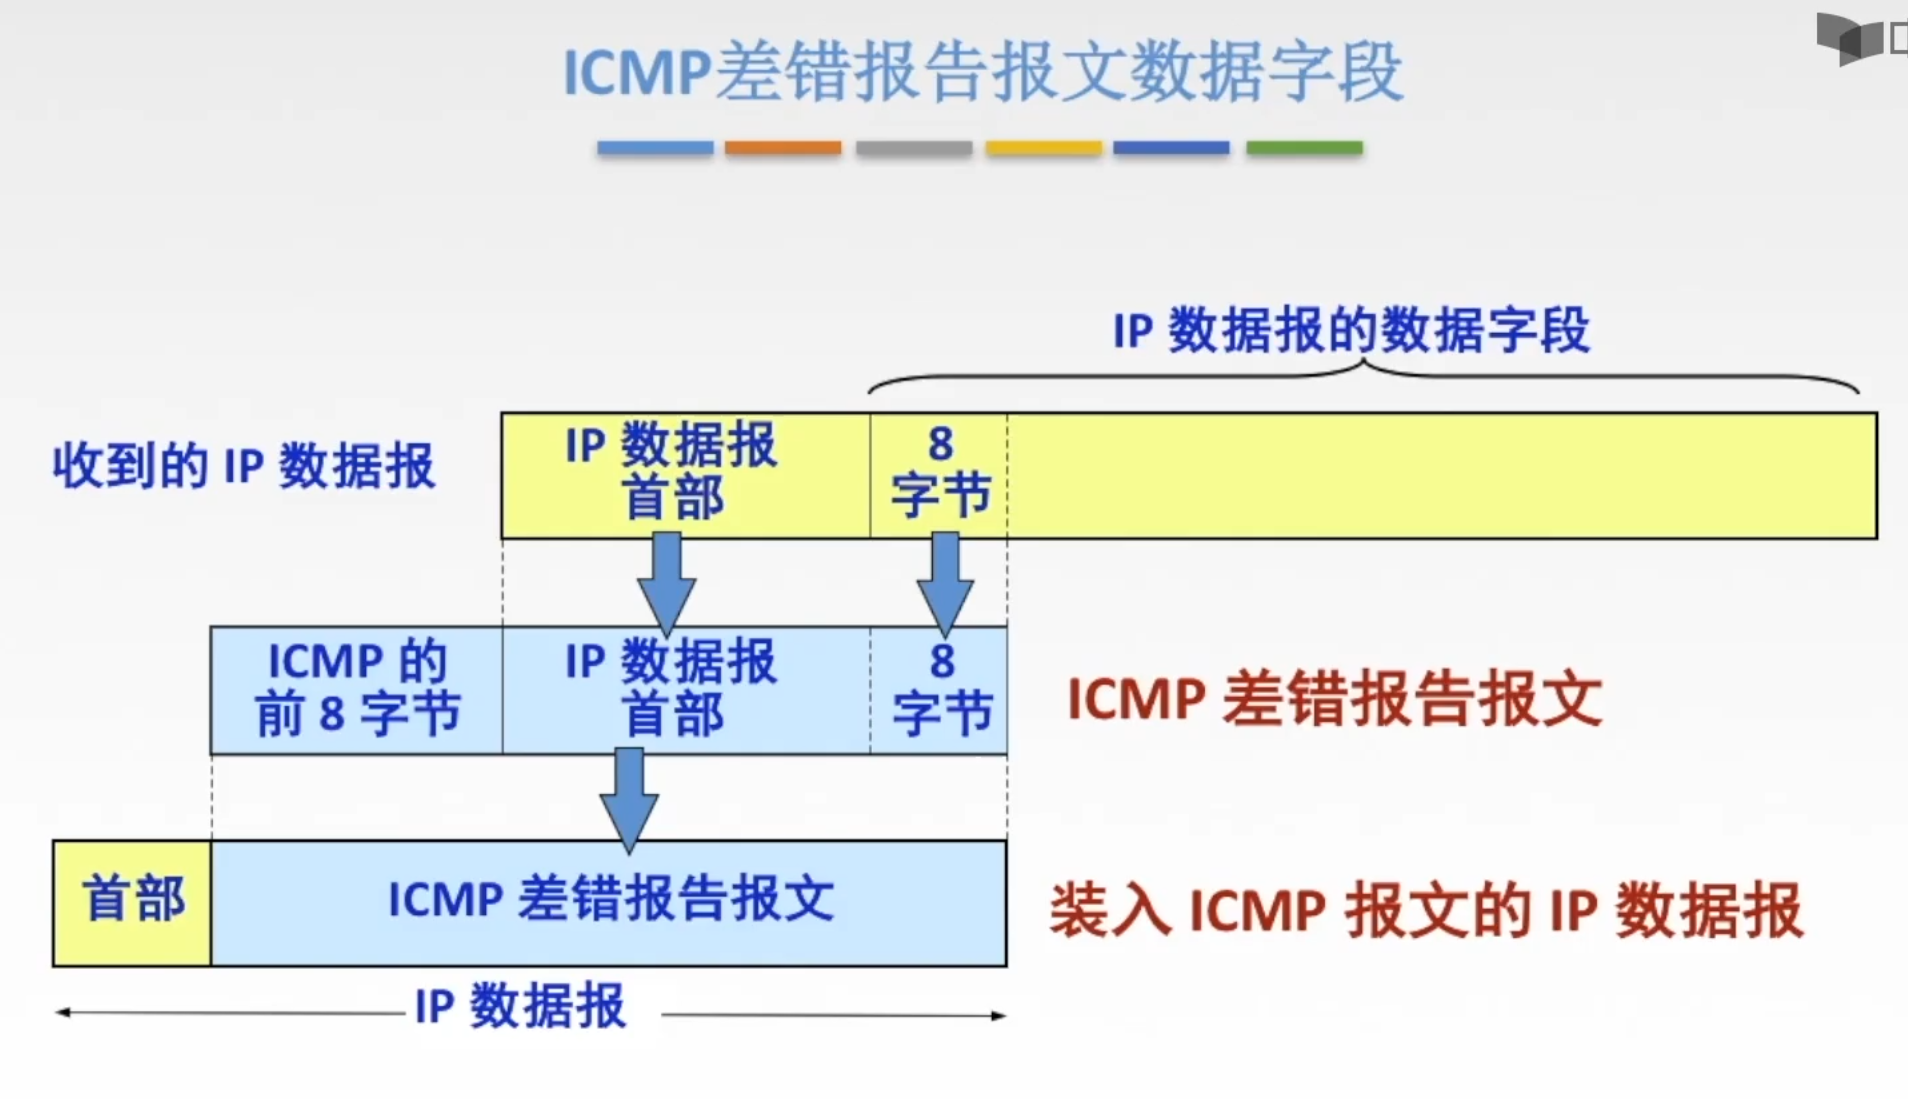 ICMP差错报告报文数据字段
IP 数据报的数据字段
收到的 IP 数据报
IP 数据报
首部
8
字节
ICMP 的
前 8 字节
IP 数据报
首部
8
字节
ICMP 差错报告报文
首部
ICMP 差错报告报文
装入 ICMP 报文的 IP 数据报
IP 数据报